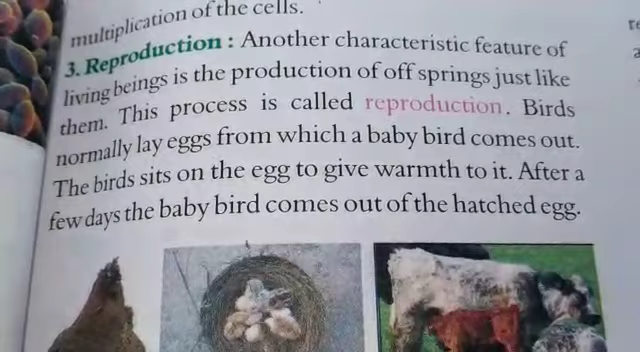 multiplication of the cells.
3. Reproduction : Another characteristic feature of
living beings is the production of off springs just like
them. This process is called reproduction. Birds
normally lay eggs from which a baby bird comes out.
The birds sits on the egg to give warmth to it. After a
few days the baby bird comes out of the hatched egg.